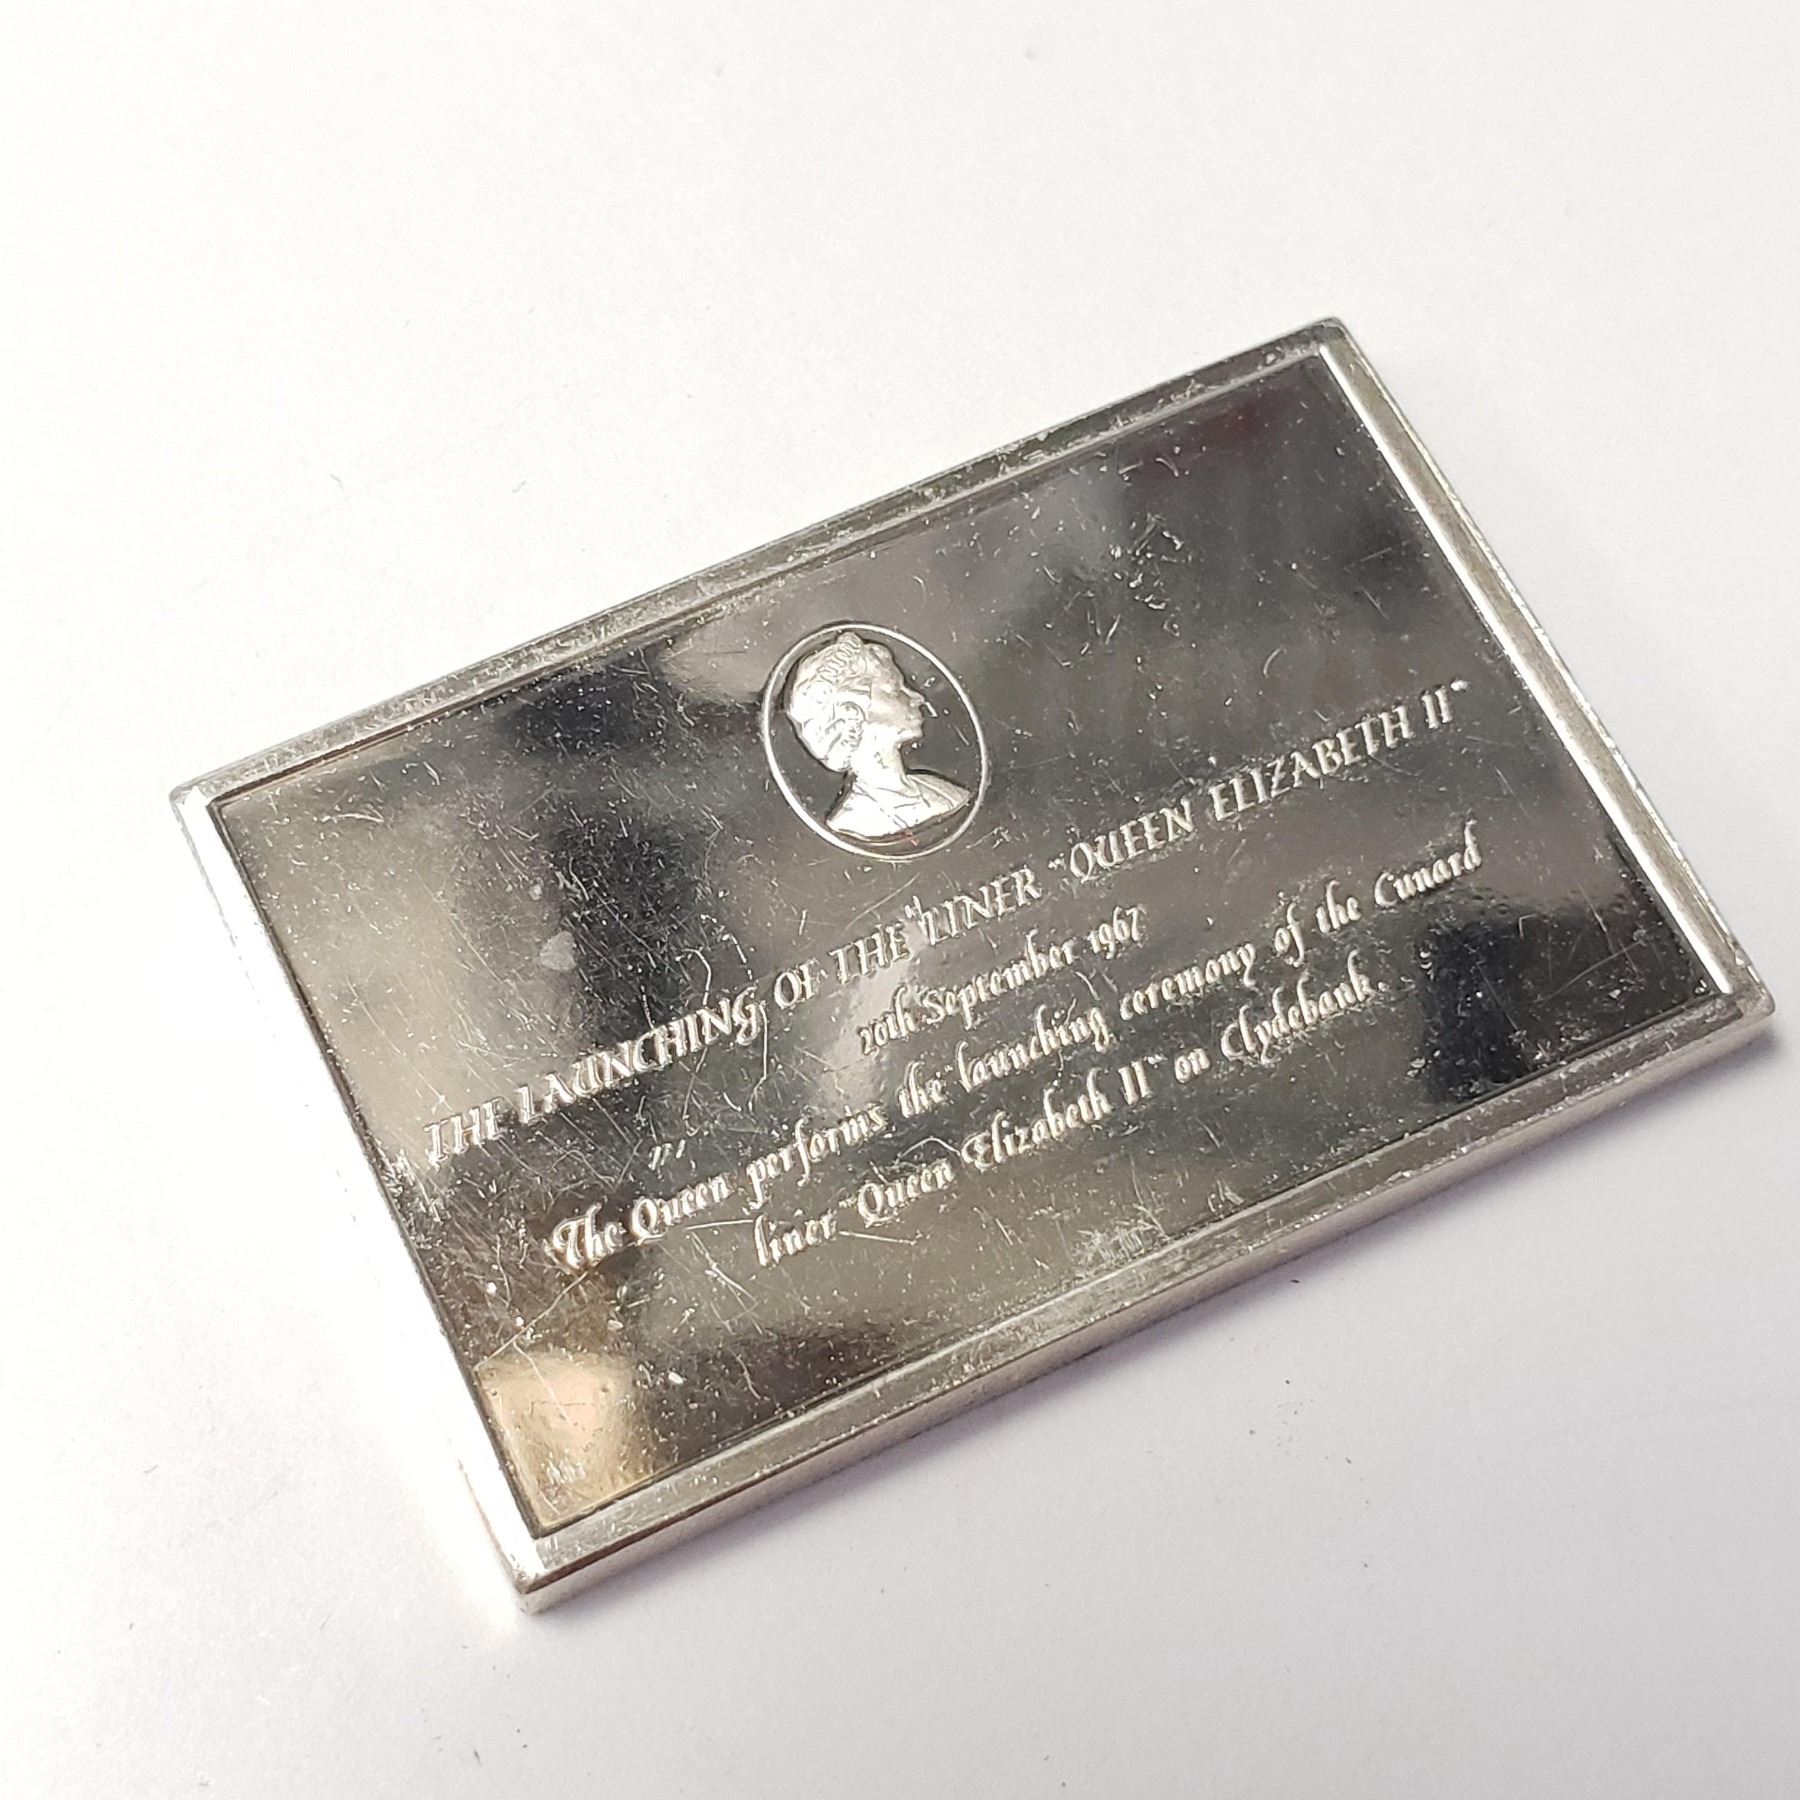 THE LAUNCHING OF THE LINER "QUEEN ELIZABETH II"
20th September 1967
The Queen performs the launching ceremony of the Cunard
liner "Queen Elizabeth II" on Clydebank.